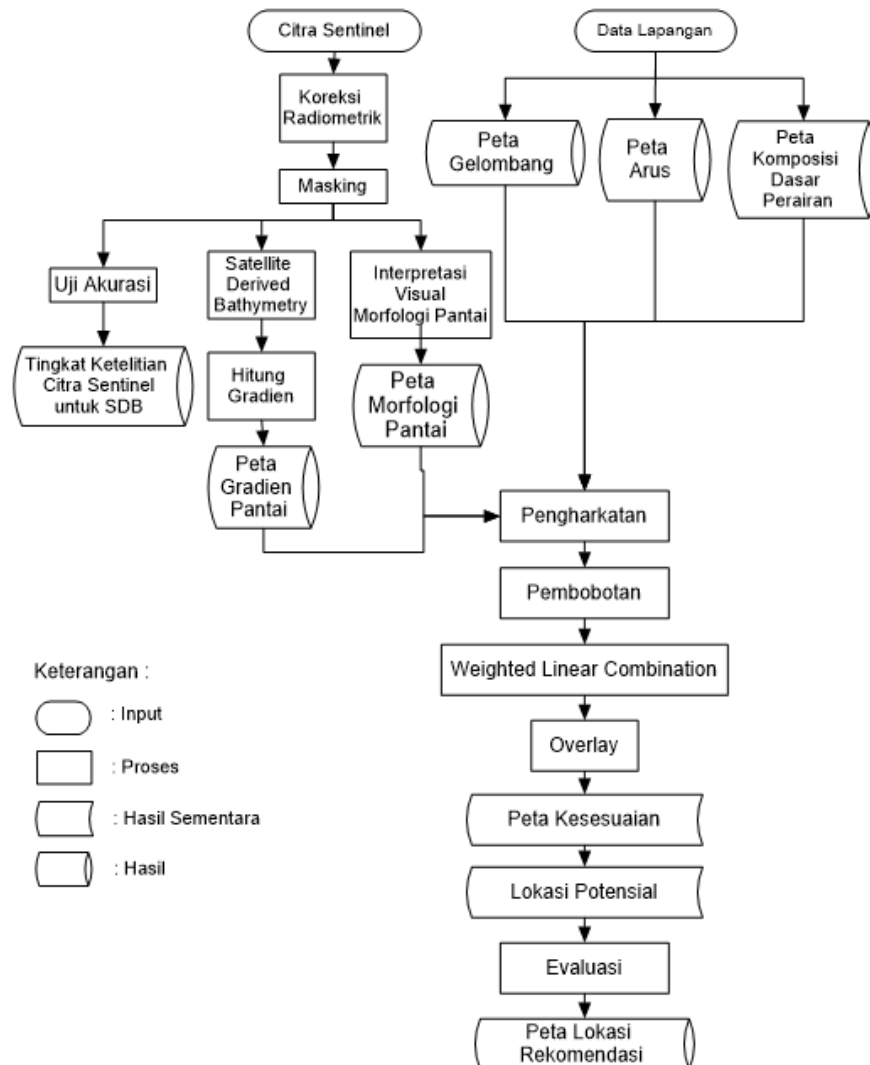 Citra Sentinel
Data Lapangan
Koreksi
Radiometrik
Masking
Peta
Gelombang
Peta
Arus
Peta
Komposisi
Dasar
Perairan
Uji Akurasi
Satellite
Derived
Bathymetry
Interpretasi
Visual
Morfologi Pantai
Tingkat Ketelitian
Citra Sentinel
untuk SDB
Hitung
Gradien
Peta
Morfologi
Pantai
Peta
Gradien
Pantai
Pengharkatan
Pembobotan
Weighted Linear Combination
Overlay
Peta Kesesuaian
Lokasi Potensial
Evaluasi
Peta Lokasi
Rekomendasi
Keterangan :
: Input
: Proses
: Hasil Sementara
: Hasil